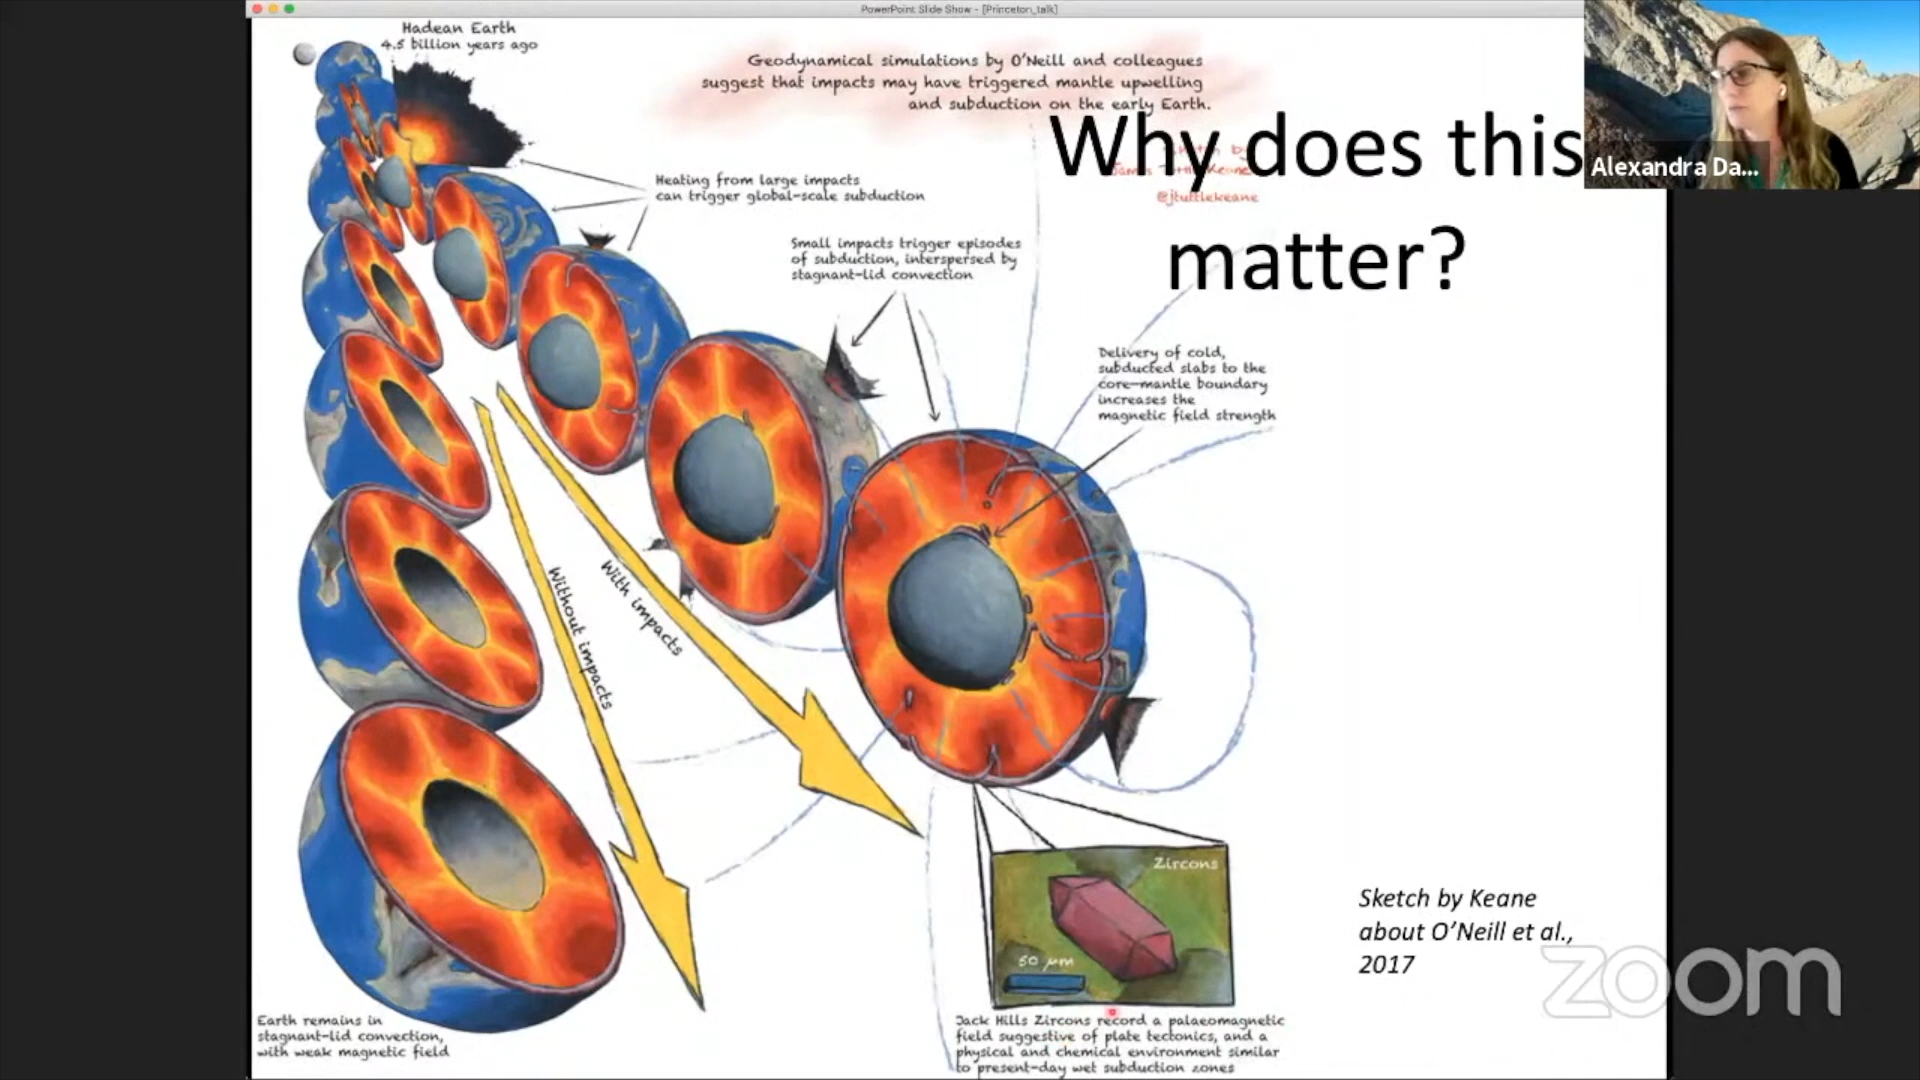 PowerPoint Slide Show - [Princeton_talk]
Hadean Earth
4.5 billion years ago
Geodynamical simulations by O'Neill and colleagues
suggest that impacts may have triggered mantle upwelling
and subduction on the early Earth.
Why does this
matter?
@jtuttlekeane
Alexandra Da...
Heating from large impacts
can trigger global-scale subduction
Small impacts trigger episodes
of subduction, interspersed by
stagnant-lid convection
Delivery of cold,
subducted slabs to the
core-mantle boundary
increases the
magnetic field strength
Without impacts
With impacts
Zircons
50 µm
Sketch by Keane
about O'Neill et al.,
2017
zoom
Earth remains in
stagnant-lid convection,
with weak magnetic field
Jack Hills Zircons record a palaeomagnetic
field suggestive of plate tectonics, and a
physical and chemical environment similar
to present-day wet subduction zones